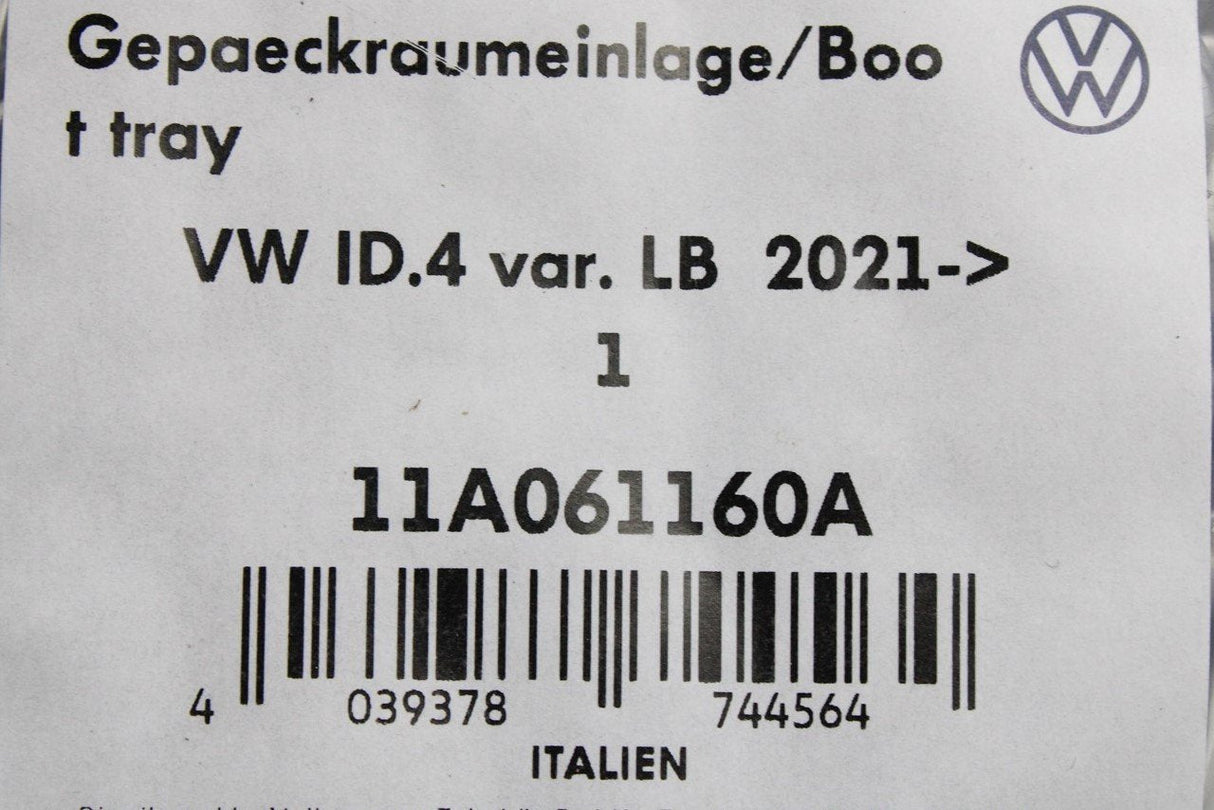 Gepaeckraumeinlage/Boo
t tray
VW ID.4 var. LB 2021->
1
11A061160A
4 039378 744564
ITALIEN